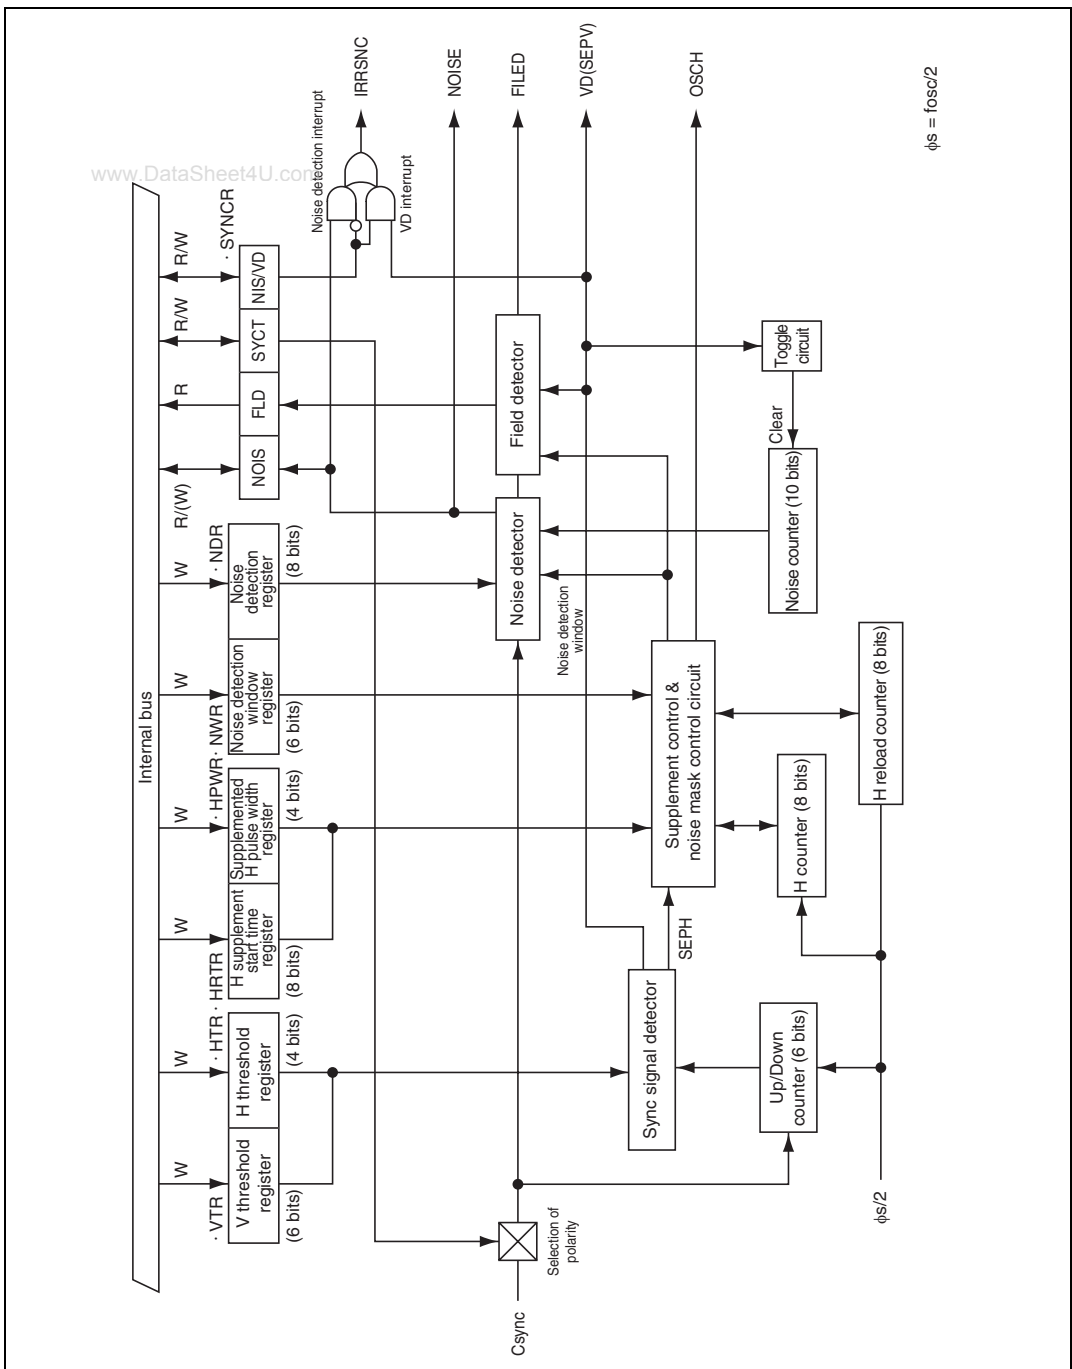 www.DataSheet4U.com
Internal bus
W
W
W
W
W
W
R/(W)
R
R/W
R/W
· VTR
· HTR
· HRTR
· HPWR
· NWR
· NDR
· SYNCR
V threshold
register
(6 bits)
H threshold
register
(4 bits)
H supplement
start time
register
(8 bits)
Supplemented
H pulse width
register
(4 bits)
Noise detection
window
register
(6 bits)
Noise
detection
register
(8 bits)
NOIS
FLD
SYCT
NIS/VD
Noise detection interrupt
VD interrupt
IRRSNC
NOISE
FILED
VD(SEPV)
OSCH
Csync
Selection of
polarity
Noise detector
Field detector
Noise detection
window
Sync signal detector
SEPH
Supplement control &
noise mask control circuit
Toggle
circuit
Clear
Noise counter (10 bits)
Up/Down
counter (6 bits)
H counter (8 bits)
H reload counter (8 bits)
ϕs/2
ϕs = fosc/2